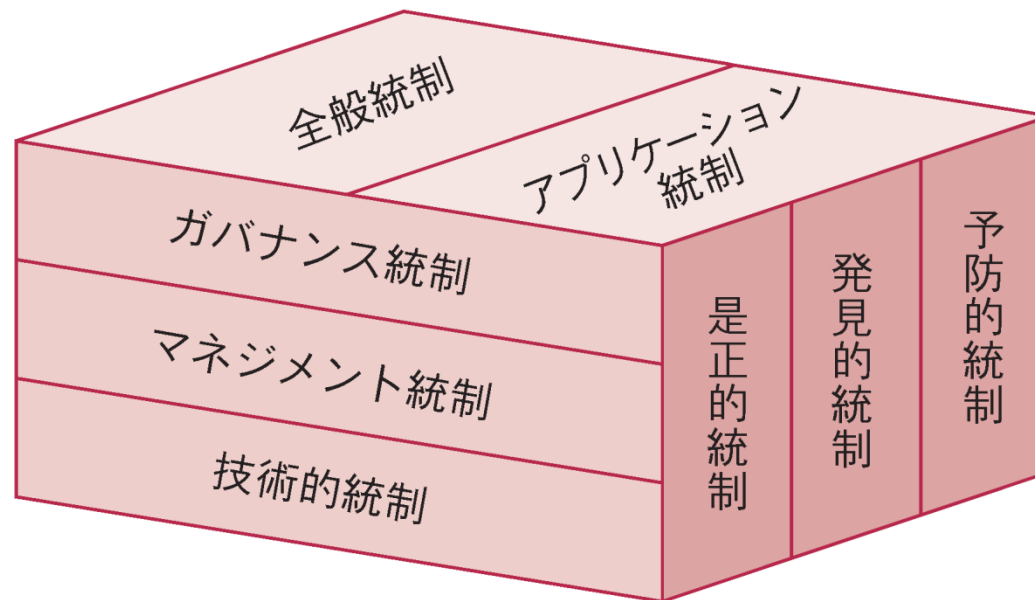 全般統制
アプリケーション
統制
ガバナンス統制
マネジメント統制
技術的統制
是正的統制
発見的統制
予防的統制